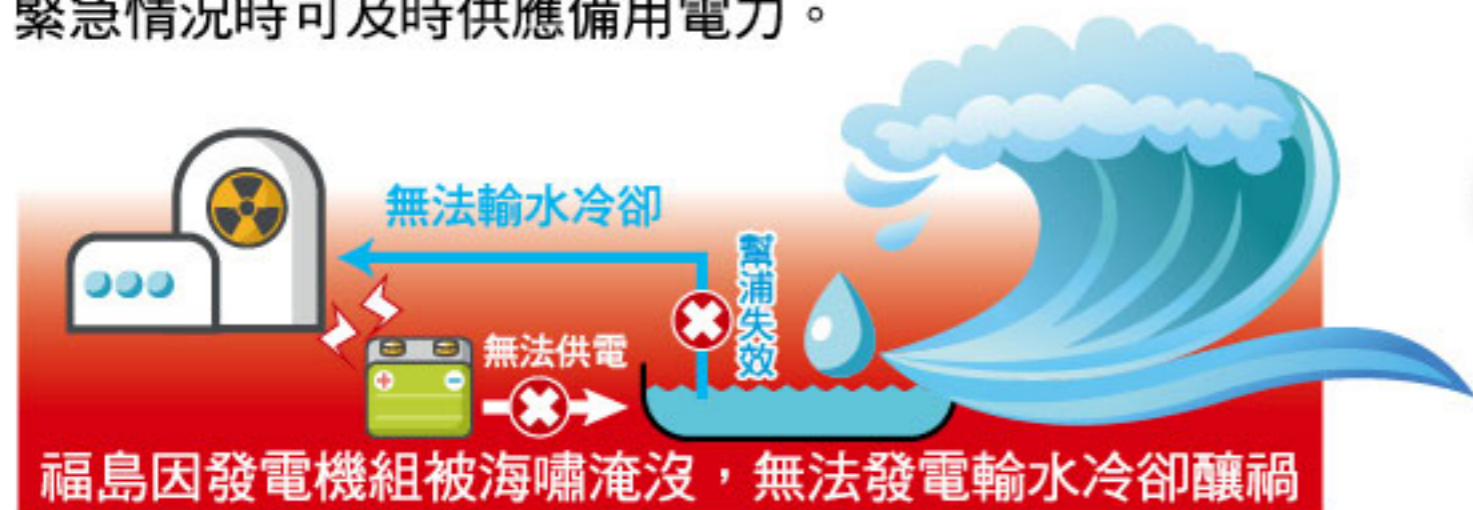 緊急情況時可及時供應備用電力。
無法輸水冷卻
幫浦失效
無法供電
+ −
福島因發電機組被海嘯淹沒，無法發電輸水冷卻釀禍